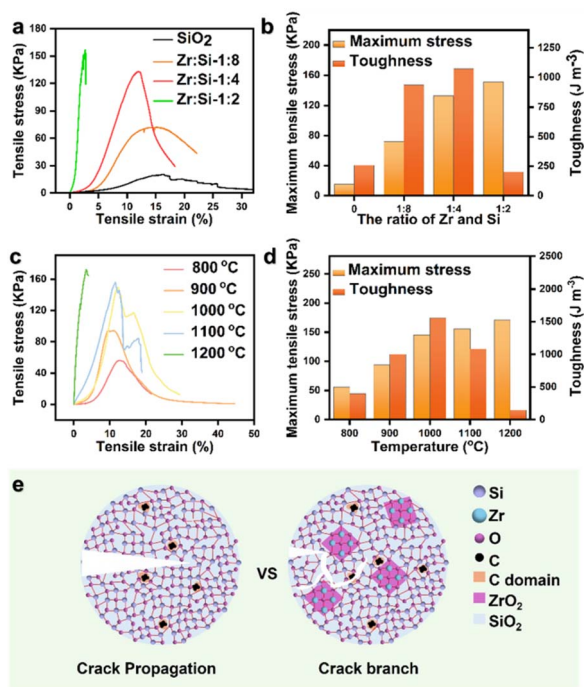 a
Tensile stress (KPa)
180
150
120
90
60
30
0
SiO2
Zr:Si-1:8
Zr:Si-1:4
Zr:Si-1:2
0 5 10 15 20 25 30
Tensile strain (%)
b
Maximum tensile stress (KPa)
200
160
120
80
40
0
Maximum stress
Toughness
1250
1000
750
500
250
0
Toughness (J m-3)
0 1:8 1:4 1:2
The ratio of Zr and Si
c
Tensile stress (KPa)
160
120
80
40
0
800 °C
900 °C
1000 °C
1100 °C
1200 °C
0 10 20 30 40 50
Tensile strain (%)
d
Maximum tensile stress (KPa)
250
200
150
100
50
0
Maximum stress
Toughness
2500
2000
1500
1000
500
0
Toughness (J m-3)
800 900 1000 1100 1200
Temperature (°C)
e
VS
Si
Zr
O
C
C domain
ZrO2
SiO2
Crack Propagation
Crack branch